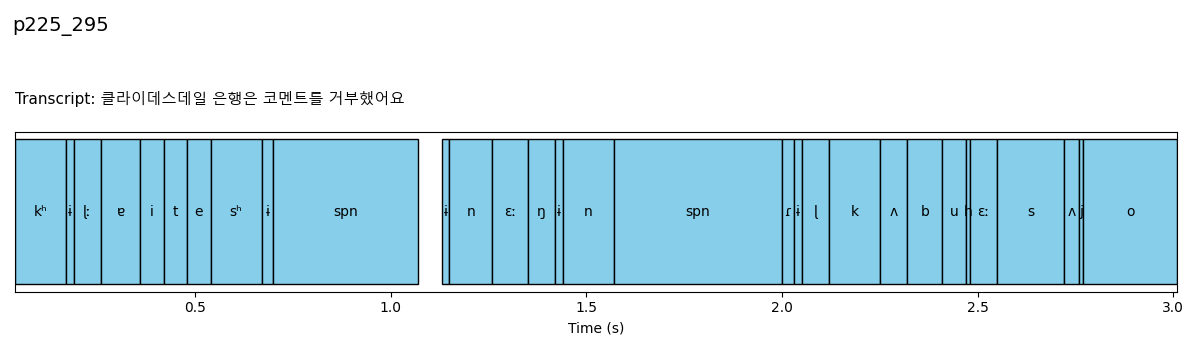 p225_295
Transcript: 클라이데스데일 은행은 코멘트를 거부했어요
kʰ ɨ ɭː ɐ i t e sʰ ɨ spn ɨ n ɛː ŋ ɨ n spn ɾ ɨ ɭ k ʌ b u h ɛː s ʌ j o
0.5 1.0 1.5 2.0 2.5 3.0
Time (s)